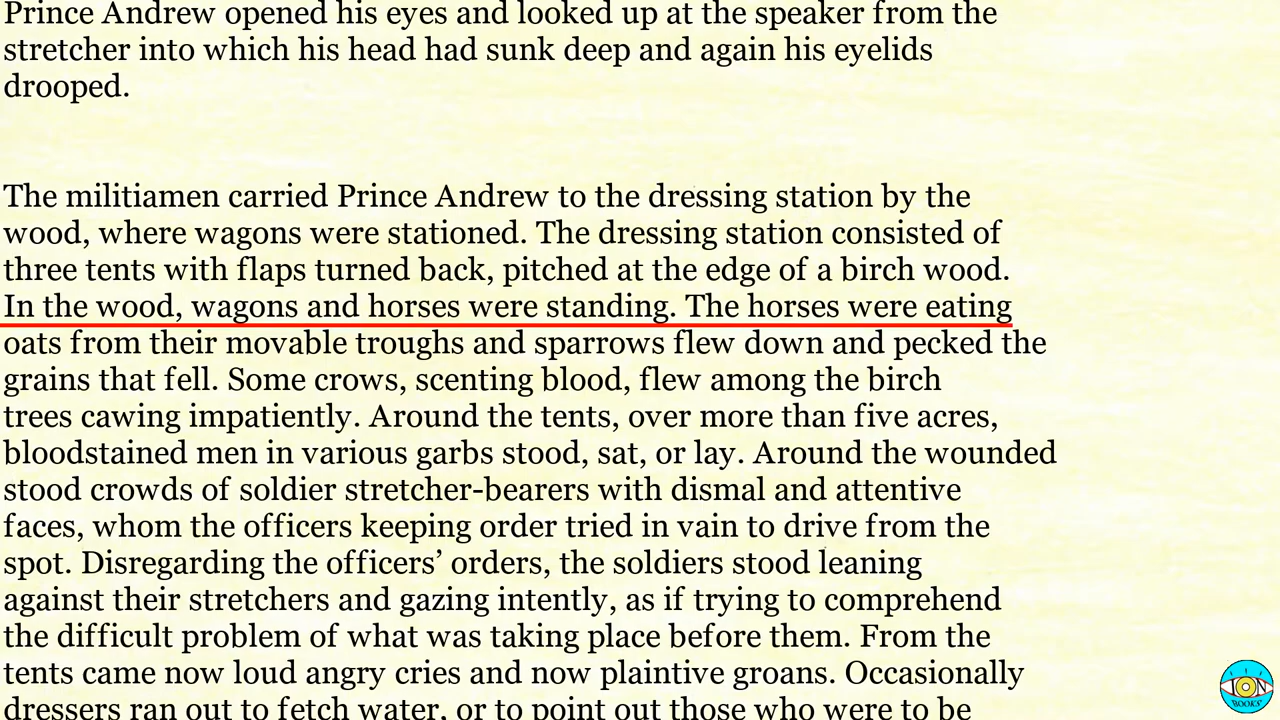 Prince Andrew opened his eyes and looked up at the speaker from the
stretcher into which his head had sunk deep and again his eyelids
drooped.
The militiamen carried Prince Andrew to the dressing station by the
wood, where wagons were stationed. The dressing station consisted of
three tents with flaps turned back, pitched at the edge of a birch wood.
In the wood, wagons and horses were standing. The horses were eating
oats from their movable troughs and sparrows flew down and pecked the
grains that fell. Some crows, scenting blood, flew among the birch
trees cawing impatiently. Around the tents, over more than five acres,
bloodstained men in various garbs stood, sat, or lay. Around the wounded
stood crowds of soldier stretcher-bearers with dismal and attentive
faces, whom the officers keeping order tried in vain to drive from the
spot. Disregarding the officers’ orders, the soldiers stood leaning
against their stretchers and gazing intently, as if trying to comprehend
the difficult problem of what was taking place before them. From the
tents came now loud angry cries and now plaintive groans. Occasionally
dressers ran out to fetch water, or to point out those who were to be
ION
BOOKS